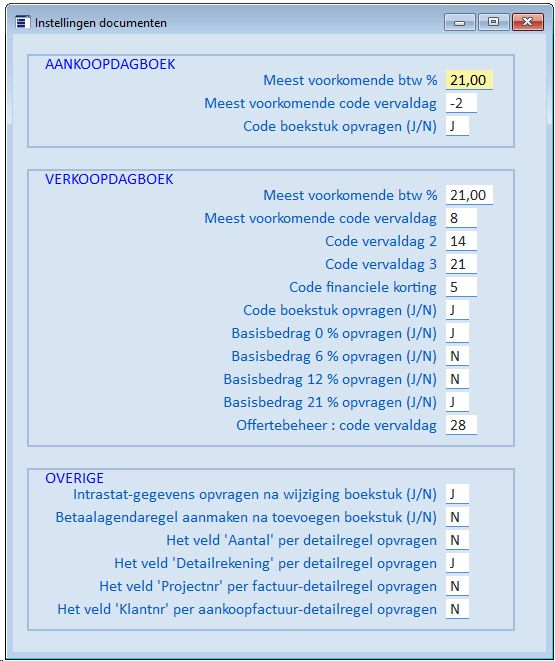 Instellingen documenten
AANKOOPDAGBOEK
Meest voorkomende btw % 21,00
Meest voorkomende code vervaldag -2
Code boekstuk opvragen (J/N) J
VERKOOPDAGBOEK
Meest voorkomende btw % 21,00
Meest voorkomende code vervaldag 8
Code vervaldag 2 14
Code vervaldag 3 21
Code financiele korting 5
Code boekstuk opvragen (J/N) J
Basisbedrag 0 % opvragen (J/N) J
Basisbedrag 6 % opvragen (J/N) N
Basisbedrag 12 % opvragen (J/N) N
Basisbedrag 21 % opvragen (J/N) J
Offertebeheer : code vervaldag 28
OVERIGE
Intrastat-gegevens opvragen na wijziging boekstuk (J/N) J
Betaalagendaregel aanmaken na toevoegen boekstuk (J/N) N
Het veld 'Aantal' per detailregel opvragen N
Het veld 'Detailrekening' per detailregel opvragen J
Het veld 'Projectnr' per factuur-detailregel opvragen N
Het veld 'Klantnr' per aankoopfactuur-detailregel opvragen N